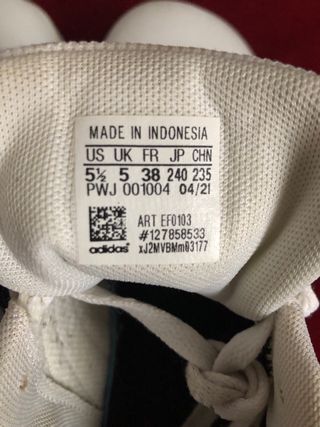 MADE IN INDONESIA
US UK FR JP CHN
5½ 5 38 240 235
PWJ 001004 04/21
ART EF0103
#127858533
adidas xJ2MVBMm03177